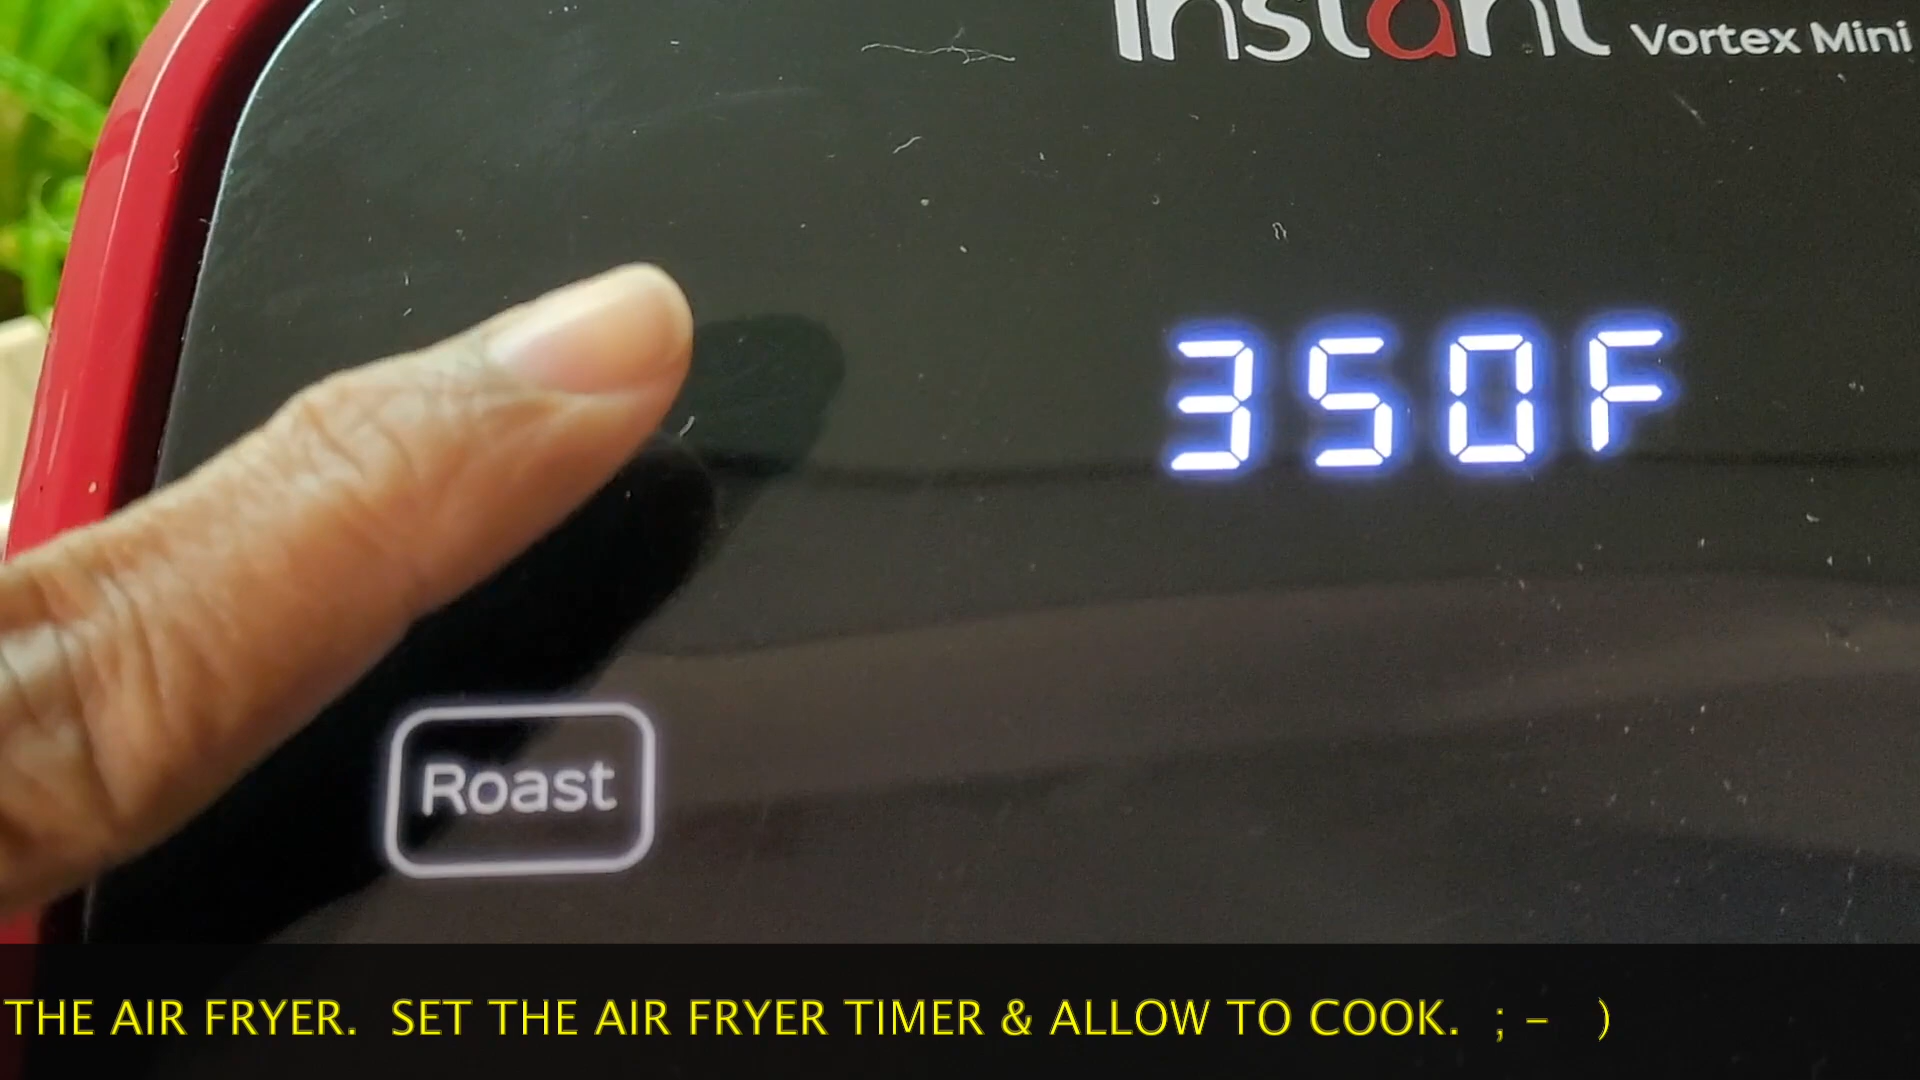 instant Vortex Mini
350F
Roast
THE AIR FRYER. SET THE AIR FRYER TIMER & ALLOW TO COOK. ; - )